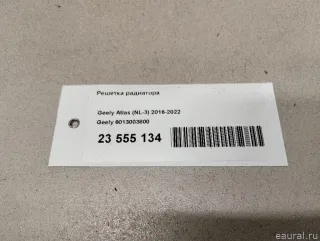 Решетка радиатора
Geely Atlas (NL-3) 2016-2022
Geely 6013003600
23 555 134
eaural.ru